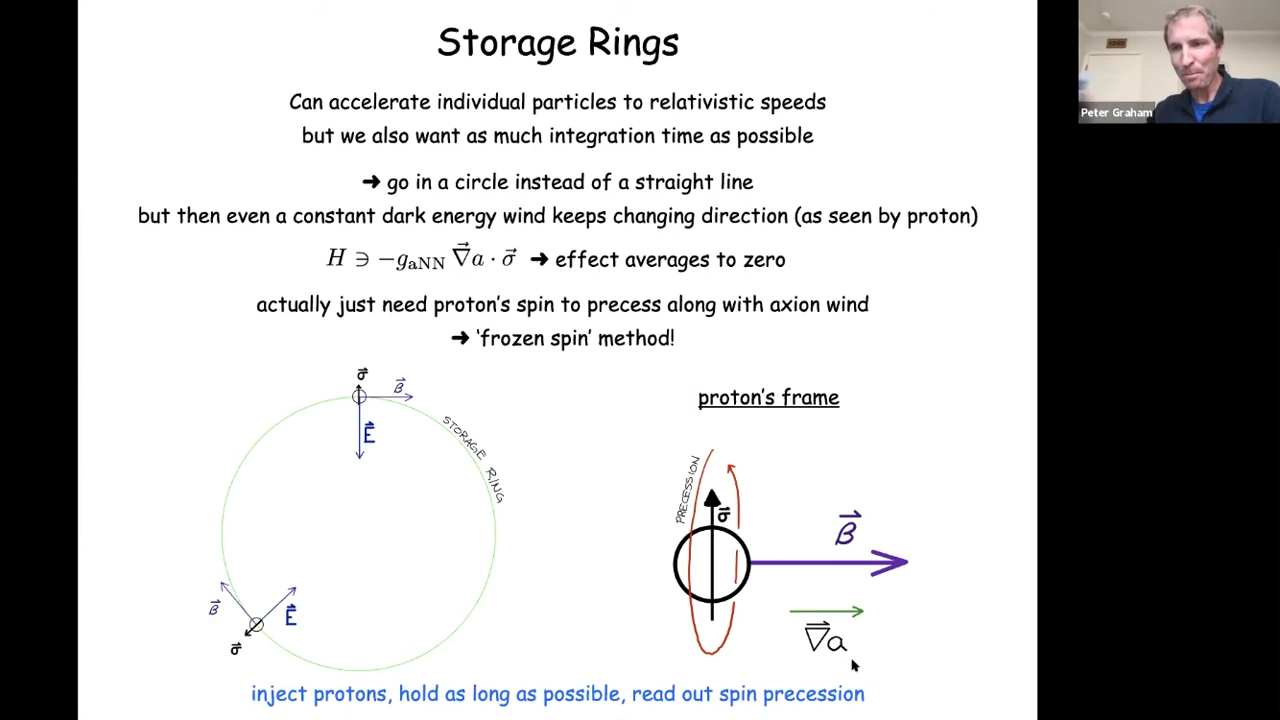 Storage Rings
Can accelerate individual particles to relativistic speeds
but we also want as much integration time as possible
➜ go in a circle instead of a straight line
but then even a constant dark energy wind keeps changing direction (as seen by proton)
H ∋ −g_aNN ∇⃗a · σ⃗ ➜ effect averages to zero
actually just need proton's spin to precess along with axion wind
➜ 'frozen spin' method!
σ⃗
B⃗
E⃗
STORAGE RING
B⃗
E⃗
σ⃗
proton's frame
PRECESSION
σ⃗
B⃗
∇⃗a
inject protons, hold as long as possible, read out spin precession
Peter Graham